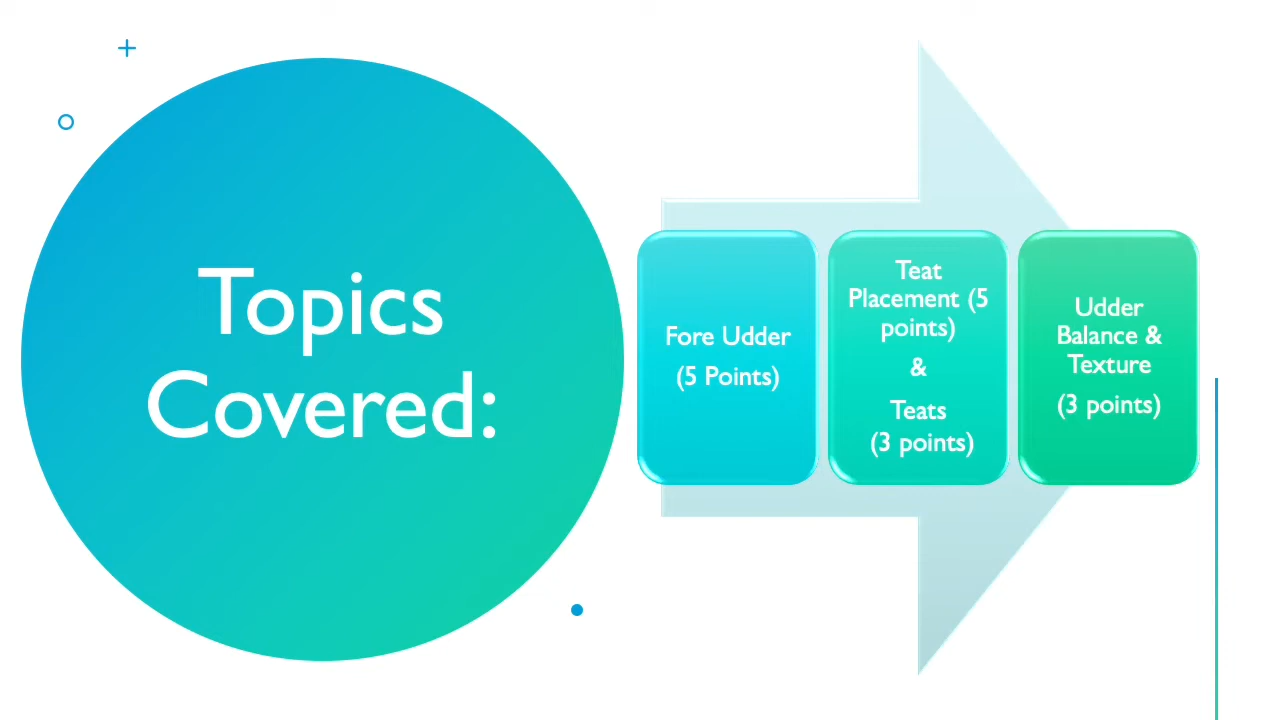 Topics
Covered:
Fore Udder
(5 Points)
Teat
Placement (5
points)
&
Teats
(3 points)
Udder
Balance &
Texture
(3 points)